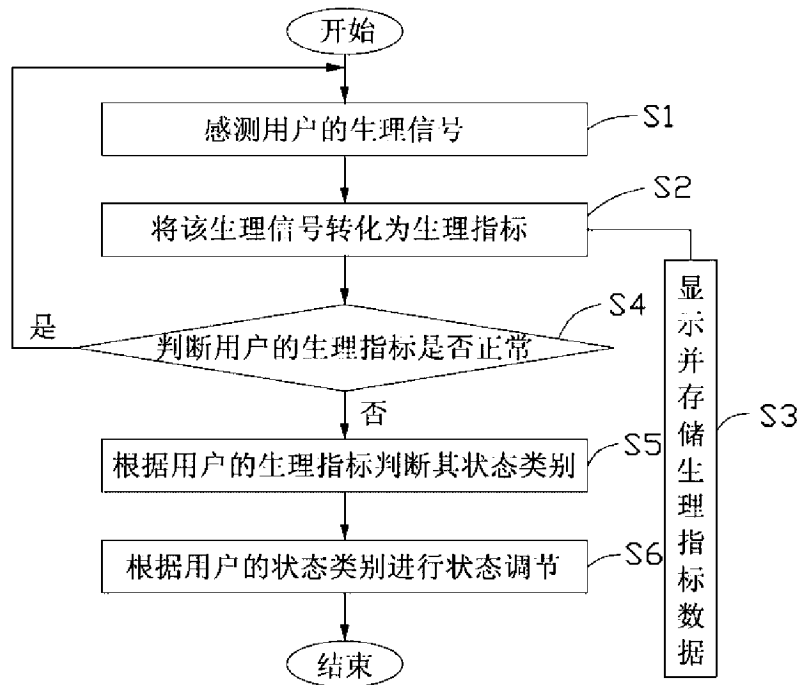 开始
感测用户的生理信号
S1
将该生理信号转化为生理指标
S2
显示并存储生理指标数据
S3
判断用户的生理指标是否正常
S4
是
否
根据用户的生理指标判断其状态类别
S5
根据用户的状态类别进行状态调节
S6
结束